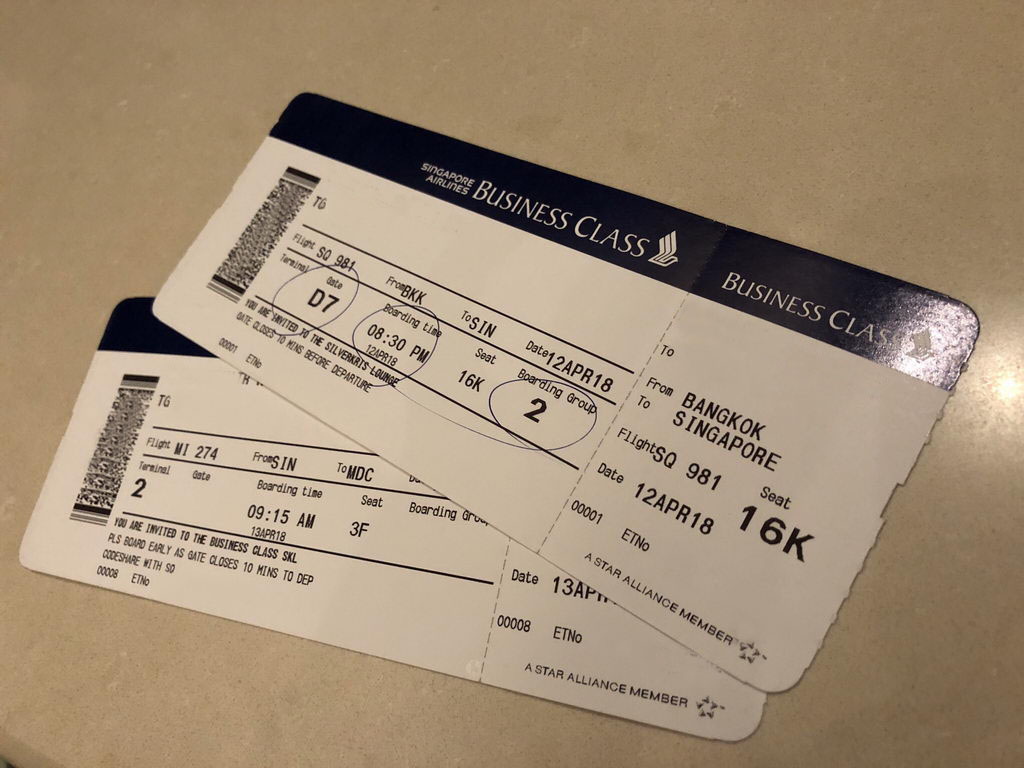 SINGAPORE
AIRLINES
BUSINESS CLASS
TG
Flight SQ 981 From BKK To SIN Date 12APR18
Terminal Gate Boarding time Seat Boarding Group
D7 08:30 PM 16K 2
12APR18
YOU ARE INVITED TO THE SILVERKRIS LOUNGE
GATE CLOSES 10 MINS BEFORE DEPARTURE
00001 ETNo
BUSINESS CLASS
To
From BANGKOK
To SINGAPORE
Flight SQ 981
Date 12APR18 Seat 16K
00001 ETNo
A STAR ALLIANCE MEMBER
TG
Flight MI 274 From SIN To MDC
Terminal Gate Boarding time Seat Boarding Group
2 09:15 AM 3F
13APR18
YOU ARE INVITED TO THE BUSINESS CLASS SKL
PLS BOARD EARLY AS GATE CLOSES 10 MINS TO DEP
CODESHARE WITH SQ
00008 ETNo
Date 13APR
00008 ETNo
A STAR ALLIANCE MEMBER